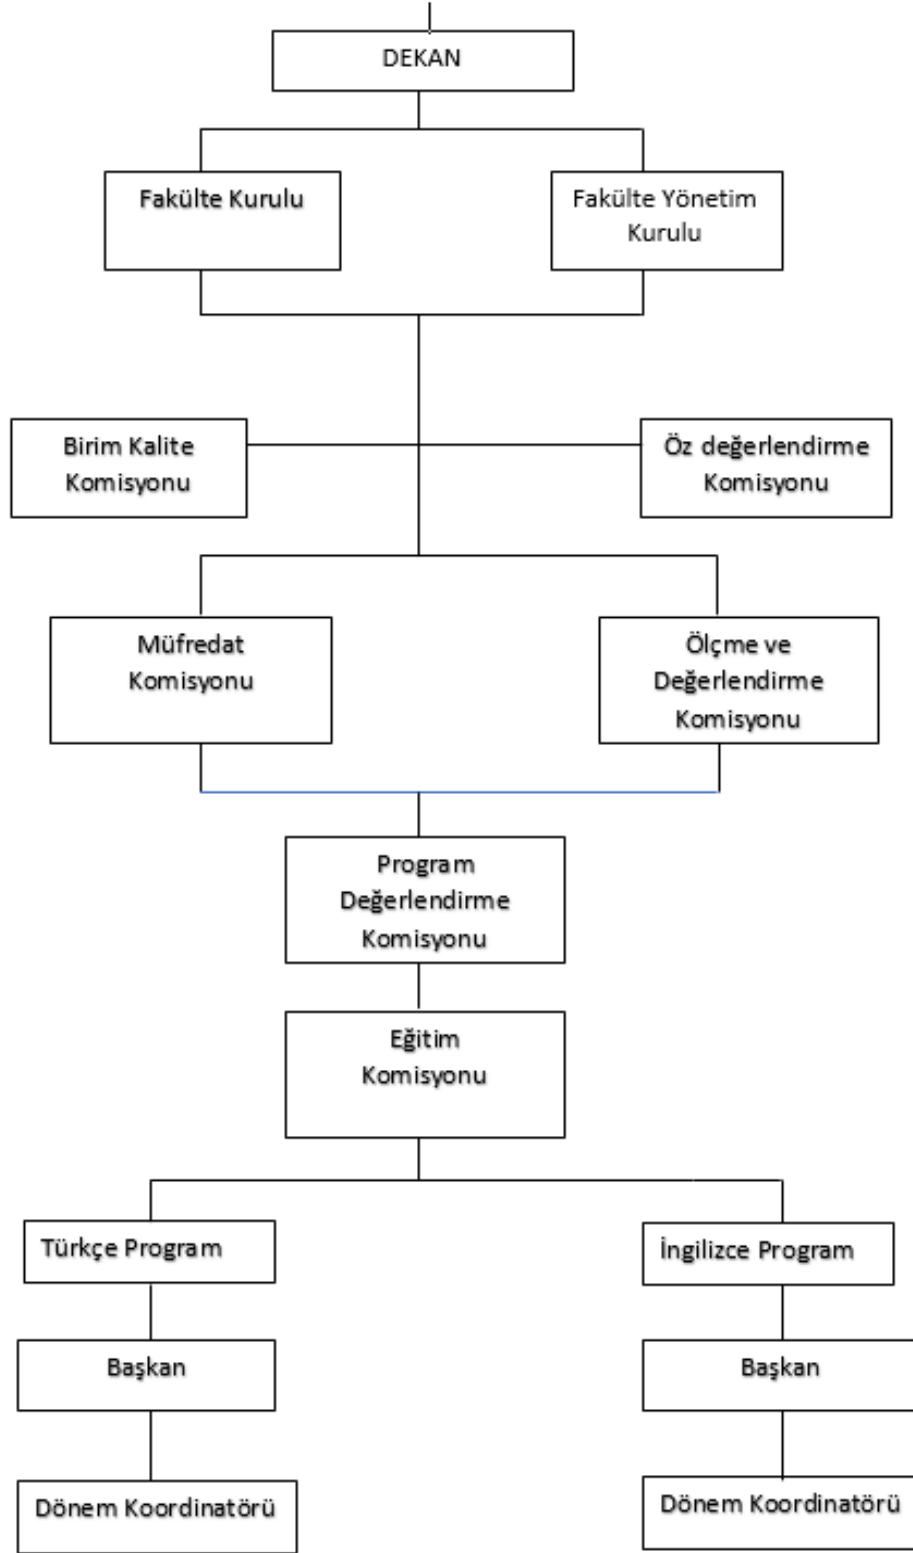 DEKAN
Fakülte Kurulu
Fakülte Yönetim
Kurulu
Birim Kalite
Komisyonu
Öz değerlendirme
Komisyonu
Müfredat
Komisyonu
Ölçme ve
Değerlendirme
Komisyonu
Program
Değerlendirme
Komisyonu
Eğitim
Komisyonu
Türkçe Program
İngilizce Program
Başkan
Başkan
Dönem Koordinatörü
Dönem Koordinatörü